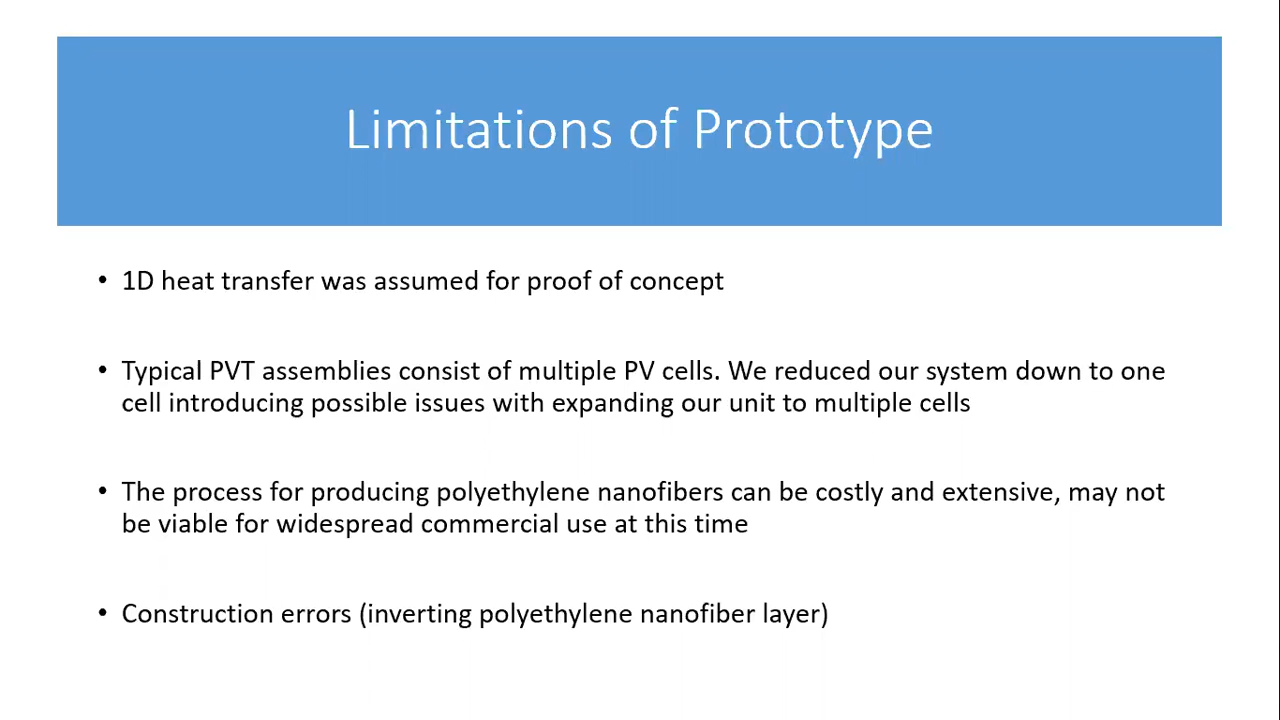 Limitations of Prototype
• 1D heat transfer was assumed for proof of concept
• Typical PVT assemblies consist of multiple PV cells. We reduced our system down to one
cell introducing possible issues with expanding our unit to multiple cells
• The process for producing polyethylene nanofibers can be costly and extensive, may not
be viable for widespread commercial use at this time
• Construction errors (inverting polyethylene nanofiber layer)